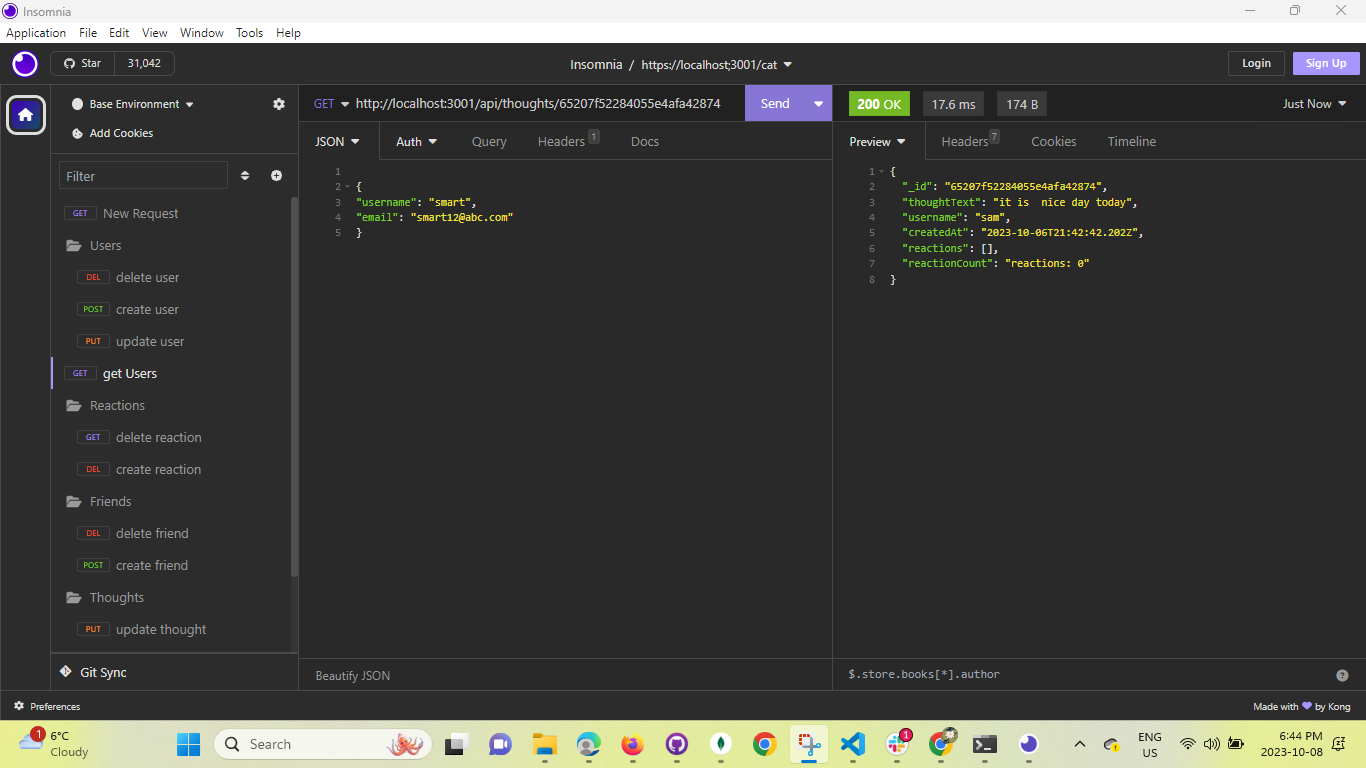 Insomnia
Application File Edit View Window Tools Help
Star 31,042
Insomnia / https://localhost;3001/cat
Login Sign Up
Base Environment
Add Cookies
GET http://localhost:3001/api/thoughts/65207f52284055e4afa42874 Send
200 OK 17.6 ms 174 B Just Now
JSON Auth Query Headers 1 Docs
Preview Headers 7 Cookies Timeline
Filter
GET New Request
Users
DEL delete user
POST create user
PUT update user
GET get Users
Reactions
GET delete reaction
DEL create reaction
Friends
DEL delete friend
POST create friend
Thoughts
PUT update thought
Git Sync
1
2 {
3 "username": "smart",
4 "email": "smart12@abc.com"
5 }
Beautify JSON
1 {
2 "_id": "65207f52284055e4afa42874",
3 "thoughtText": "it is  nice day today",
4 "username": "sam",
5 "createdAt": "2023-10-06T21:42:42.202Z",
6 "reactions": [],
7 "reactionCount": "reactions: 0"
8 }
$.store.books[*].author
?
Preferences
Made with by Kong
1
6°C
Cloudy
Search
1
ENG
US
6:44 PM
2023-10-08